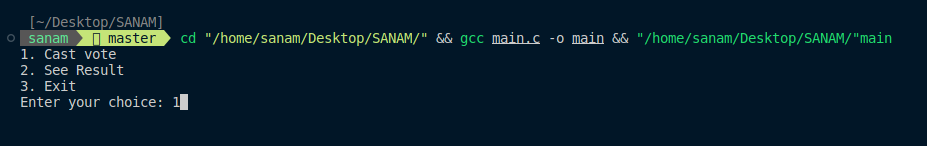 [~/Desktop/SANAM]
sanam master cd "/home/sanam/Desktop/SANAM/" && gcc main.c -o main && "/home/sanam/Desktop/SANAM/"main
1. Cast vote
2. See Result
3. Exit
Enter your choice: 1